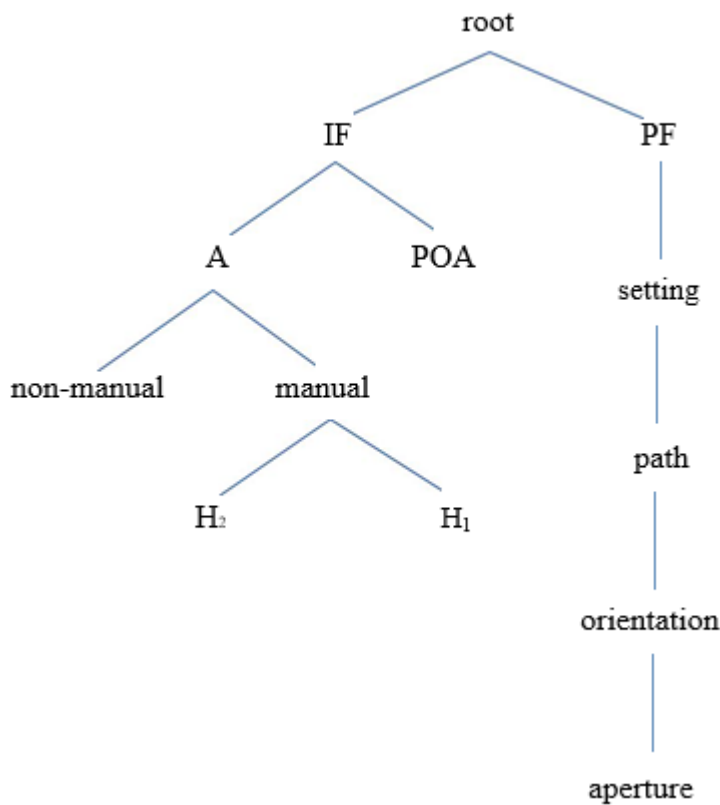 root
IF PF
A POA
setting
non-manual manual
path
H₂ H₁
orientation
aperture